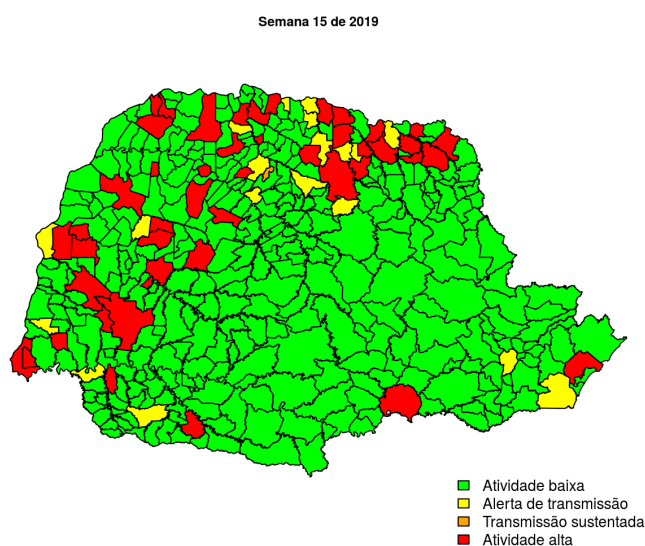 Semana 15 de 2019
Atividade baixa
Alerta de transmissão
Transmissão sustentada
Atividade alta